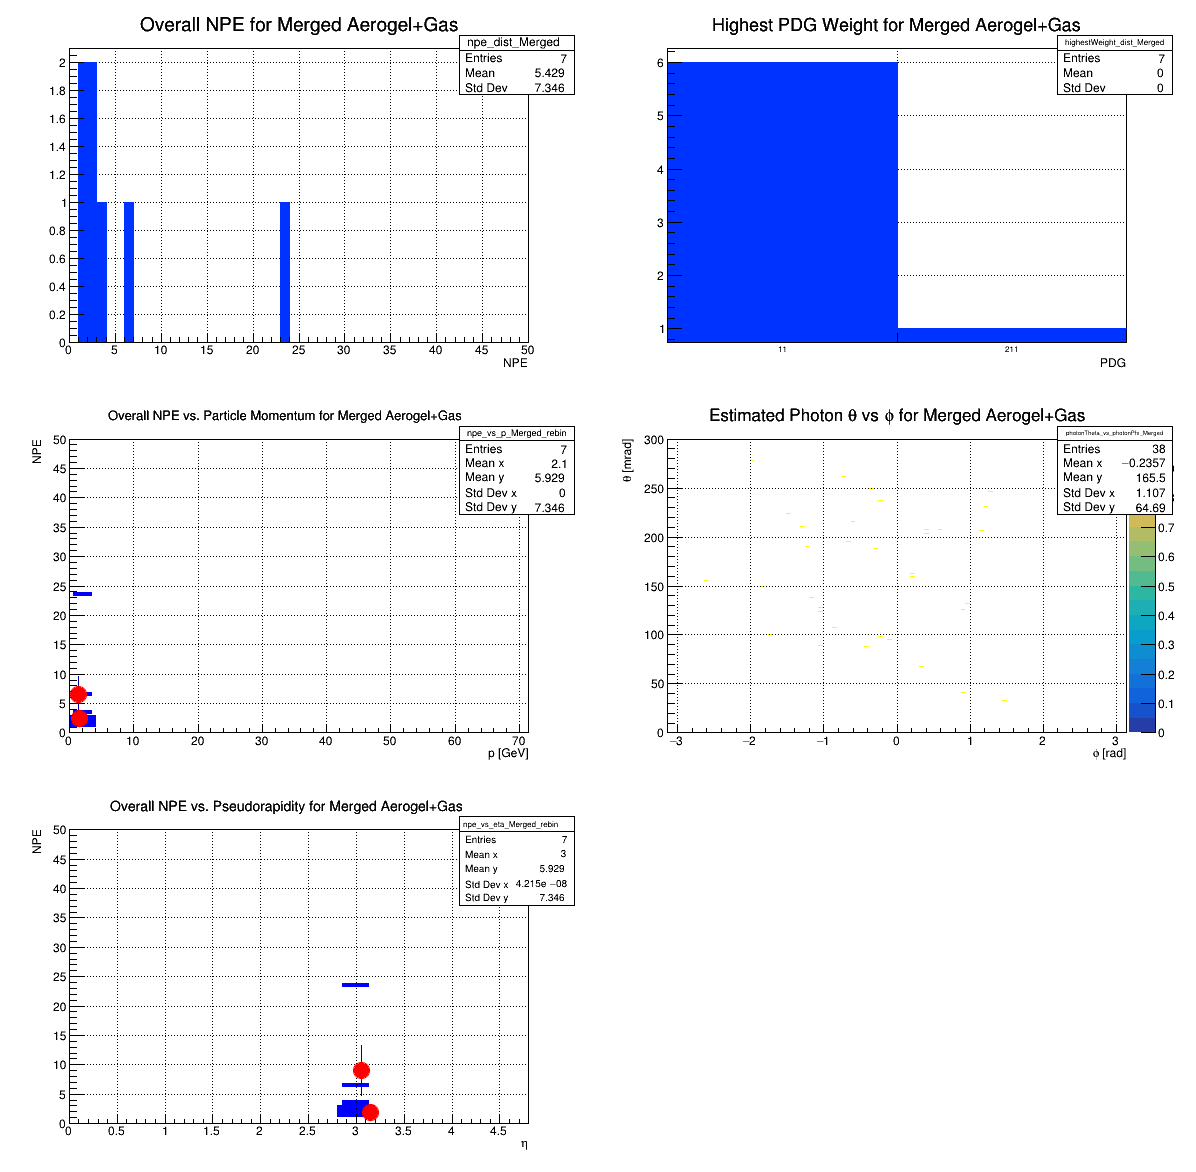 Overall NPE for Merged Aerogel+Gas
npe_dist_Merged
Entries 7
Mean 5.429
Std Dev 7.346
2
1.8
1.6
1.4
1.2
1
0.8
0.6
0.4
0.2
0
0 5 10 15 20 25 30 35 40 45 50
NPE
Highest PDG Weight for Merged Aerogel+Gas
highestWeight_dist_Merged
Entries 7
Mean 0
Std Dev 0
6
5
4
3
2
1
11 211
PDG
Overall NPE vs. Particle Momentum for Merged Aerogel+Gas
npe_vs_p_Merged_rebin
Entries 7
Mean x 2.1
Mean y 5.929
Std Dev x 0
Std Dev y 7.346
NPE
50
45
40
35
30
25
20
15
10
5
0
0 10 20 30 40 50 60 70
p [GeV]
Estimated Photon θ vs ϕ for Merged Aerogel+Gas
photonTheta_vs_photonPhi_Merged
Entries 38
Mean x −0.2357
Mean y 165.5
Std Dev x 1.107
Std Dev y 64.69
θ [mrad]
300
250
200
150
100
50
0
−3 −2 −1 0 1 2 3
ϕ [rad]
0.7
0.6
0.5
0.4
0.3
0.2
0.1
0
Overall NPE vs. Pseudorapidity for Merged Aerogel+Gas
npe_vs_eta_Merged_rebin
Entries 7
Mean x 3
Mean y 5.929
Std Dev x 4.215e −08
Std Dev y 7.346
NPE
50
45
40
35
30
25
20
15
10
5
0
0 0.5 1 1.5 2 2.5 3 3.5 4 4.5
η